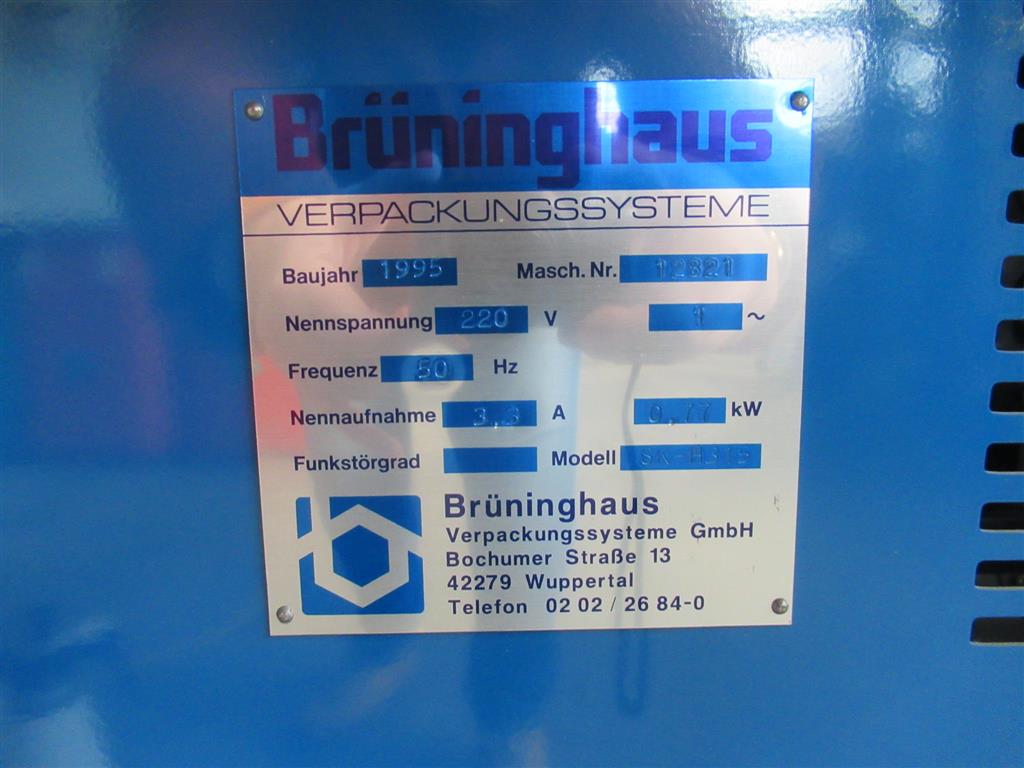 Brüninghaus
VERPACKUNGSSYSTEME
Baujahr 1995 Masch. Nr. 12821
Nennspannung 220 V 1 ~
Frequenz 50 Hz
Nennaufnahme 3,3 A 0,77 kW
Funkstörgrad Modell
Brüninghaus
Verpackungssysteme GmbH
Bochumer Straße 13
42279 Wuppertal
Telefon 02 02 / 26 84-0